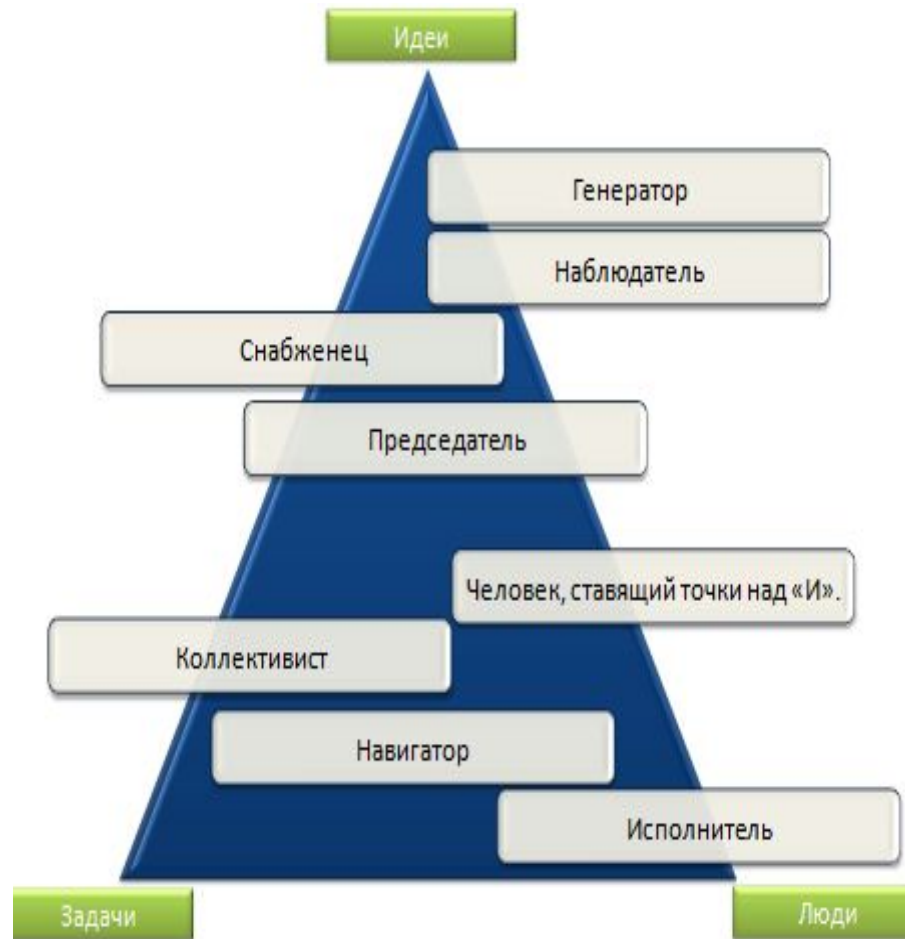 Идеи
Генератор
Наблюдатель
Снабженец
Председатель
Человек, ставящий точки над «И».
Коллективист
Навигатор
Исполнитель
Задачи
Люди